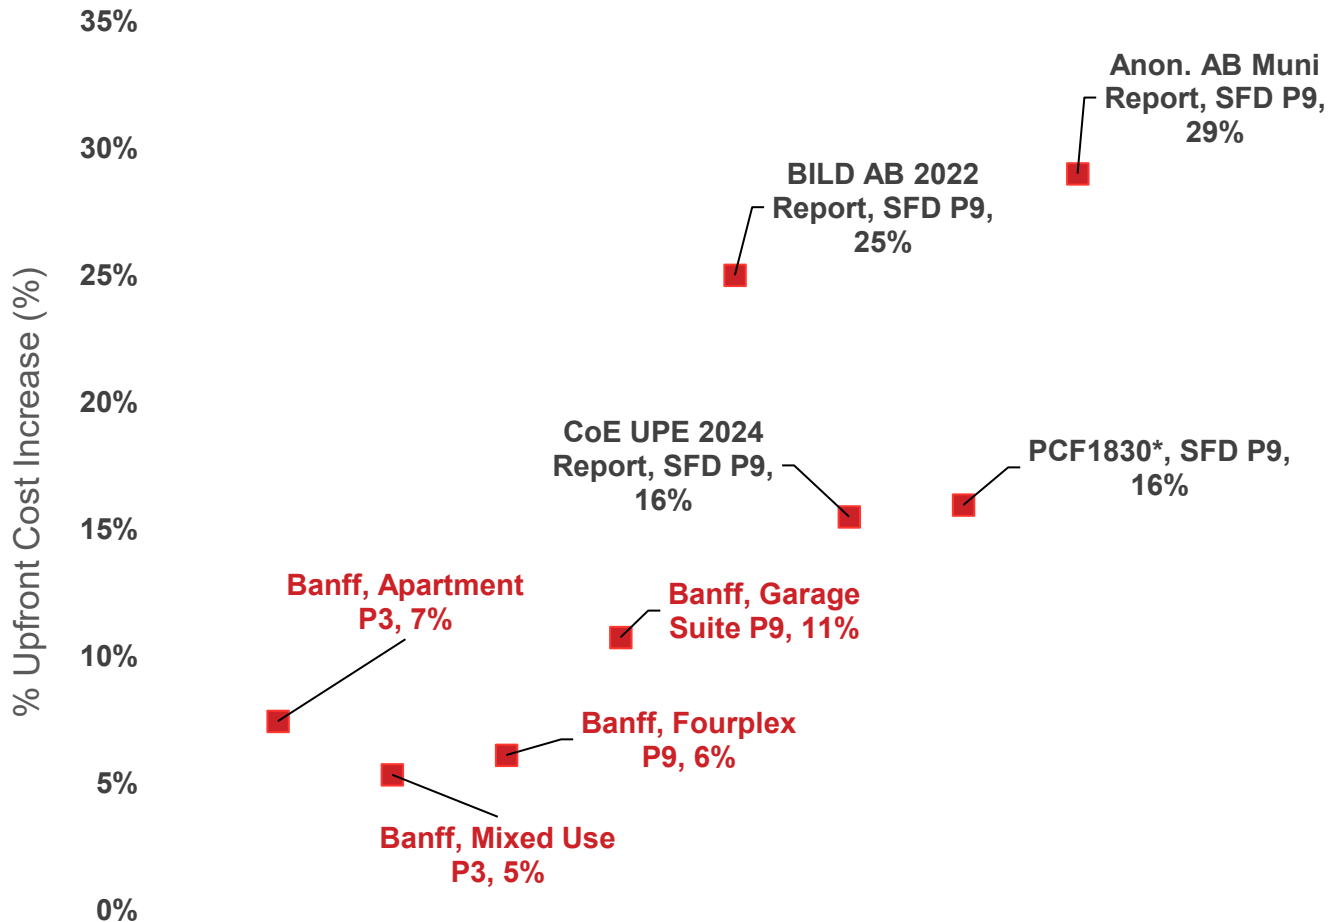 35%
Anon. AB Muni
Report, SFD P9,
29%
30%
BILD AB 2022
Report, SFD P9,
25%
25%
% Upfront Cost Increase (%)
20%
CoE UPE 2024
Report, SFD P9,
16%
PCF1830*, SFD P9,
16%
15%
Banff, Apartment
P3, 7%
Banff, Garage
Suite P9, 11%
10%
Banff, Fourplex
P9, 6%
5%
Banff, Mixed Use
P3, 5%
0%